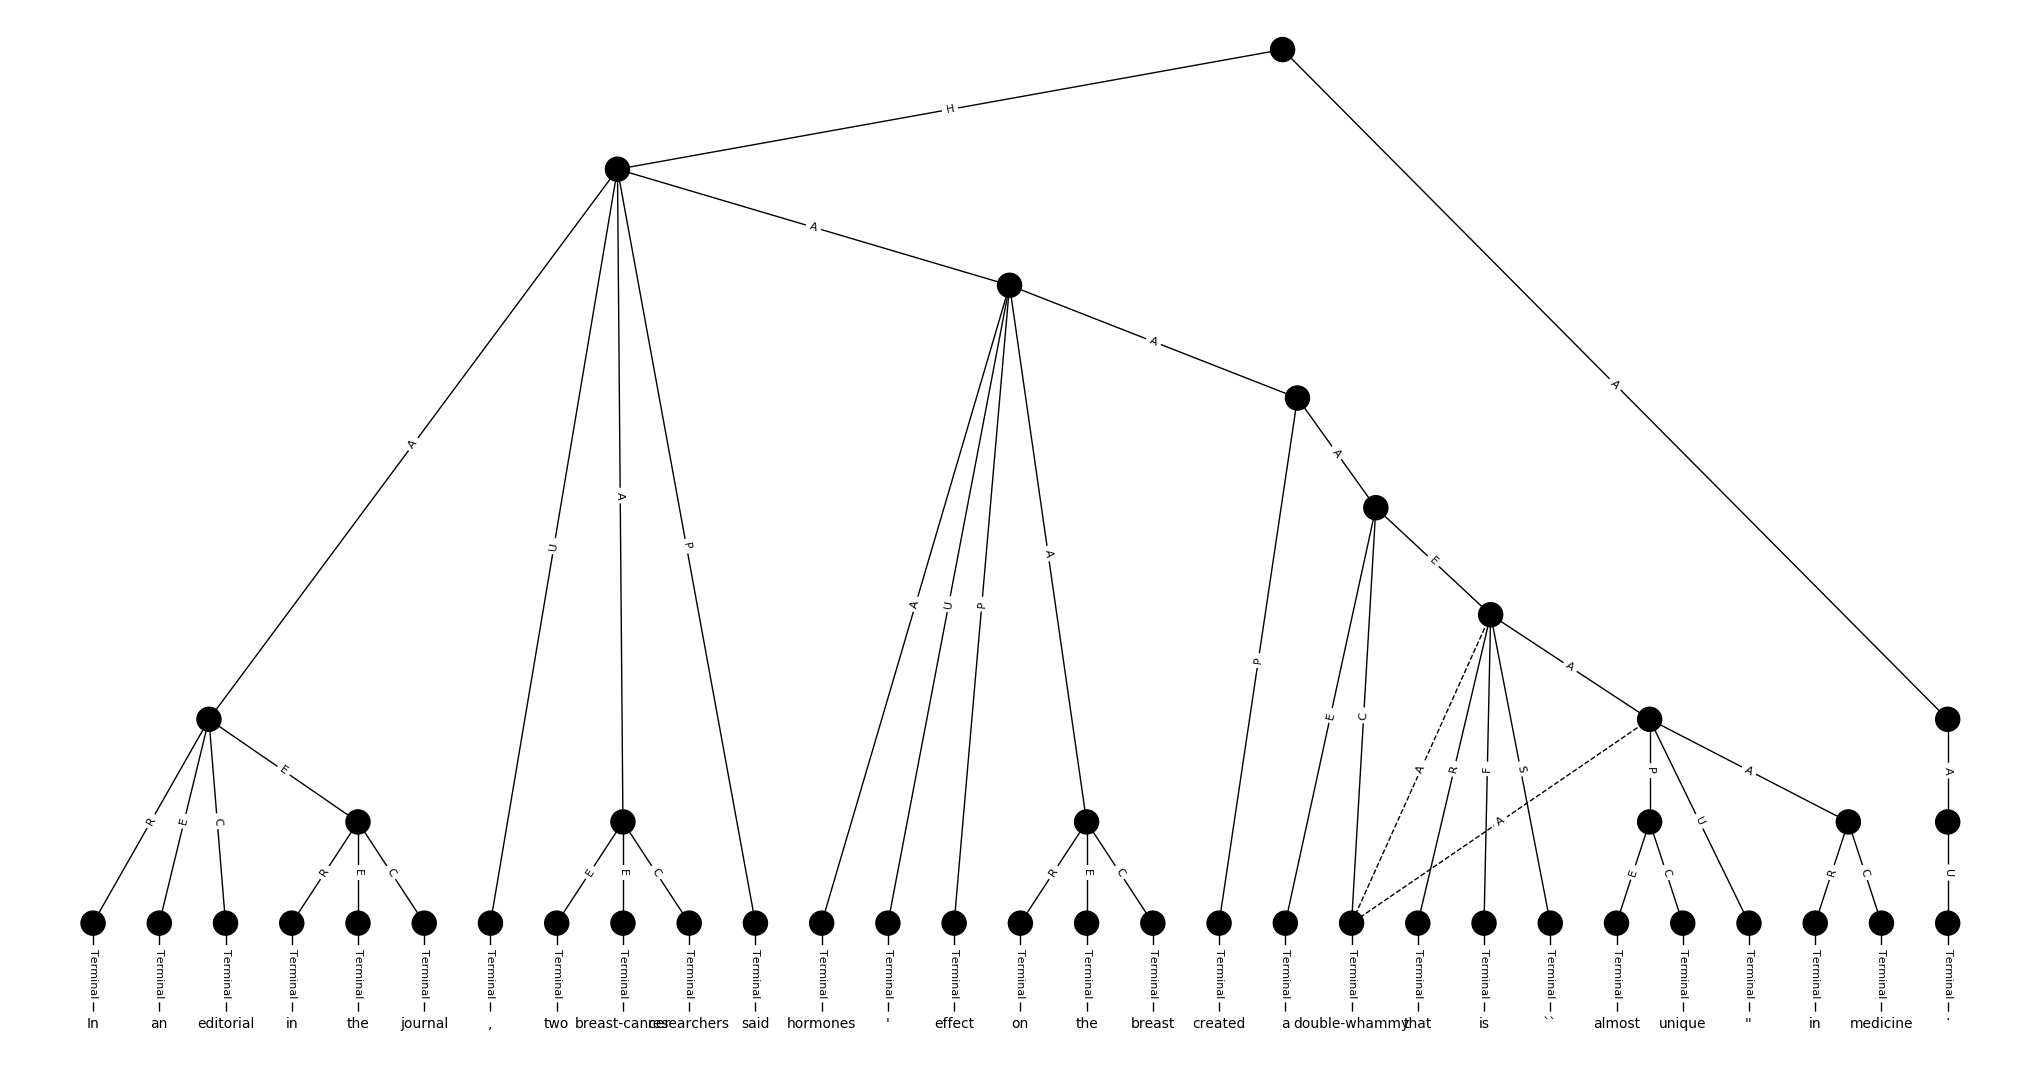 H
A
A
A
A
A
U
A
P
E
A
U
P
A
P
E
C
A
R
F
S
A
R
E
C
E
P
U
A
A
A
R
E
C
E
E
C
R
E
C
E
C
R
C
U
Terminal Terminal Terminal Terminal Terminal Terminal Terminal Terminal Terminal Terminal Terminal Terminal Terminal Terminal Terminal Terminal Terminal Terminal Terminal Terminal Terminal Terminal Terminal Terminal Terminal Terminal Terminal Terminal Terminal
In an editorial in the journal , two breast-cancer researchers said hormones ' effect on the breast created a double-whammy that is `` almost unique " in medicine .